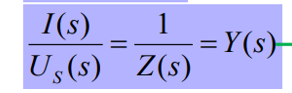 I(s)/U_S(s) = 1/Z(s) = Y(s)